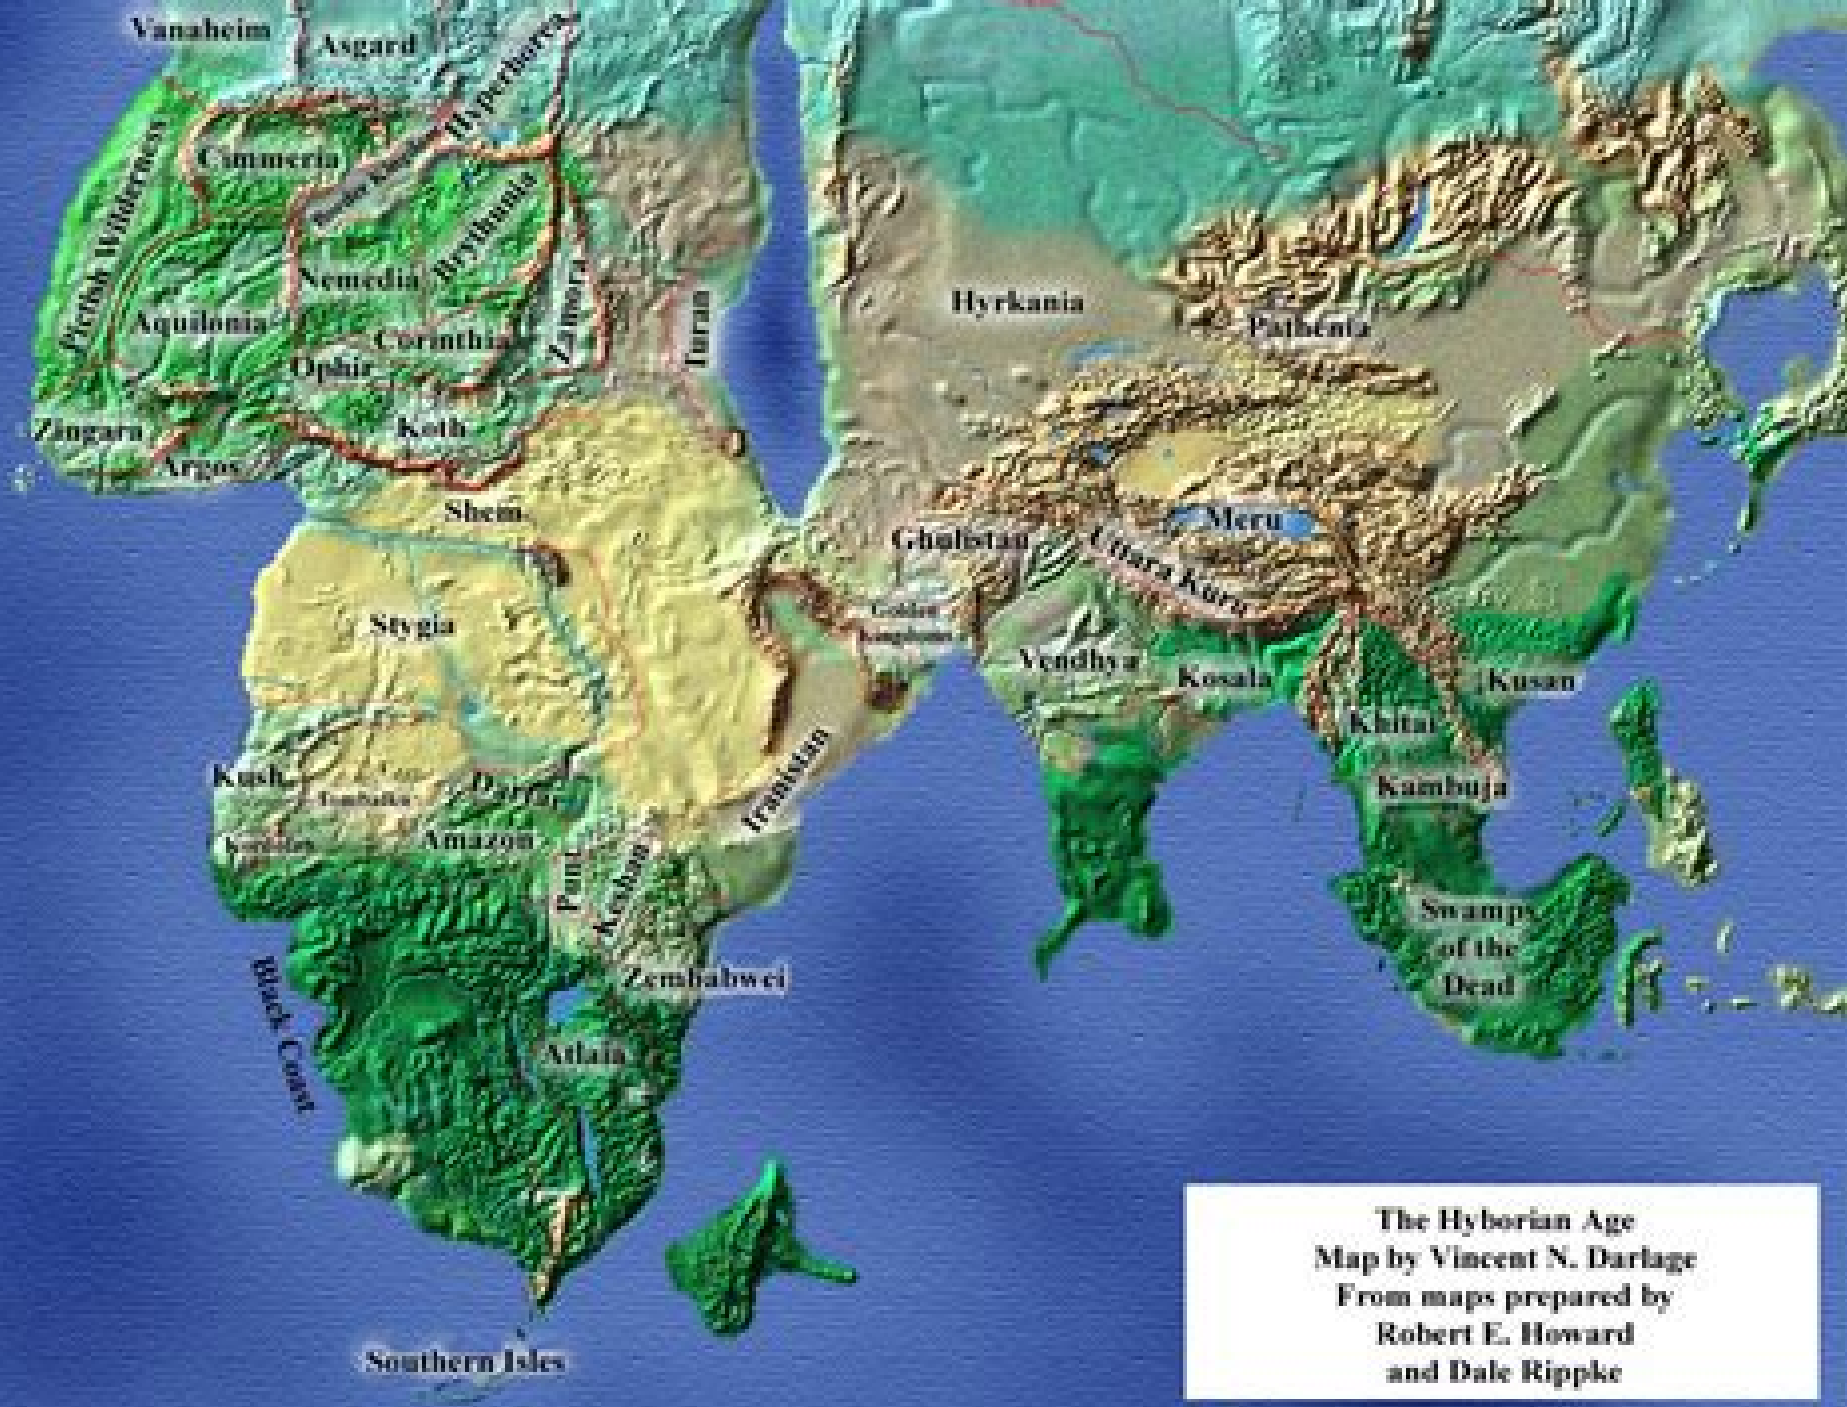 Vanaheim
Asgard
Hyperborea
Cimmeria
Border Kingdom
Pictish Wilderness
Brythunia
Nemedia
Aquilonia
Corinthia
Zamora
Turan
Ophir
Hyrkania
Pathenia
Zingara
Koth
Argos
Shem
Meru
Ghulistan
Uttara Kuru
Stygia
Golden
Kingdoms
Vendhya
Kosala
Kusan
Khitai
Kush
Tombalku
Darfar
Iranistan
Kambuja
Amazon
Punt
Keshan
Swamps
of the
Dead
Zembabwei
Black Coast
Atlaia
Southern Isles
The Hyborian Age
Map by Vincent N. Darlage
From maps prepared by
Robert E. Howard
and Dale Rippke